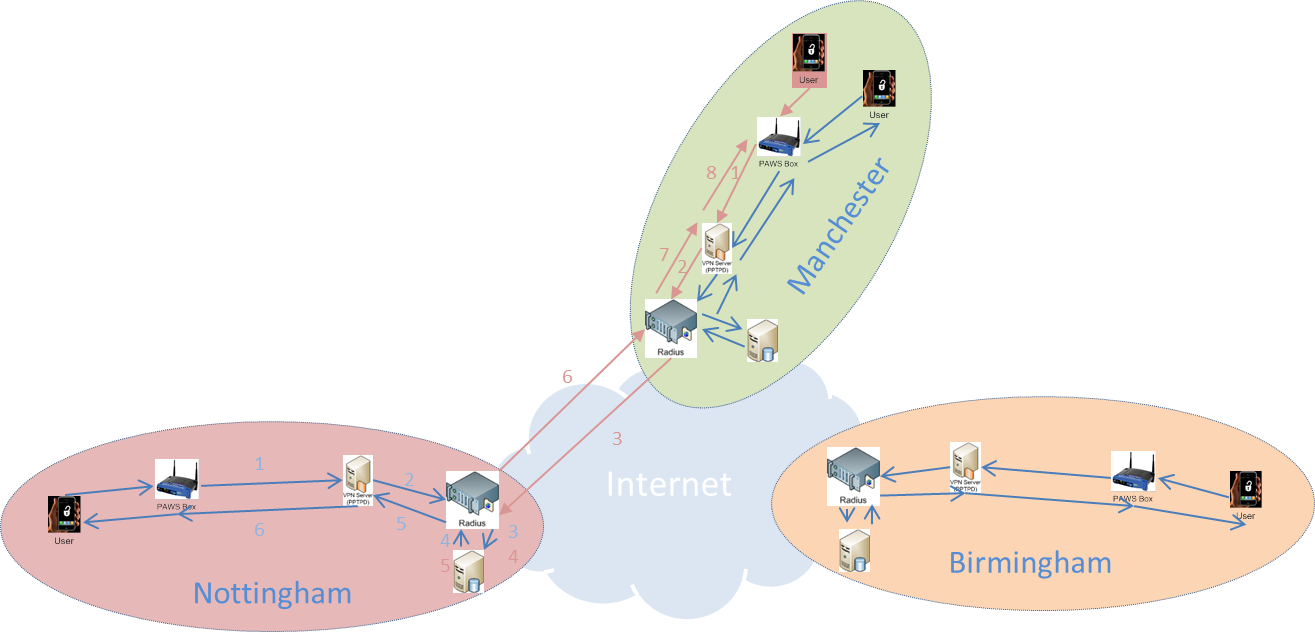 User
User
PAWS Box
8
1
Manchester
7
2
VPN Server
(PPTPD)
Radius
6
3
Internet
1
2
VPN Server
(PPTPD)
PAWS Box
User
6
5
Radius
4
3
5
4
Nottingham
VPN Server
(PPTPD)
PAWS Box
Radius
User
Birmingham